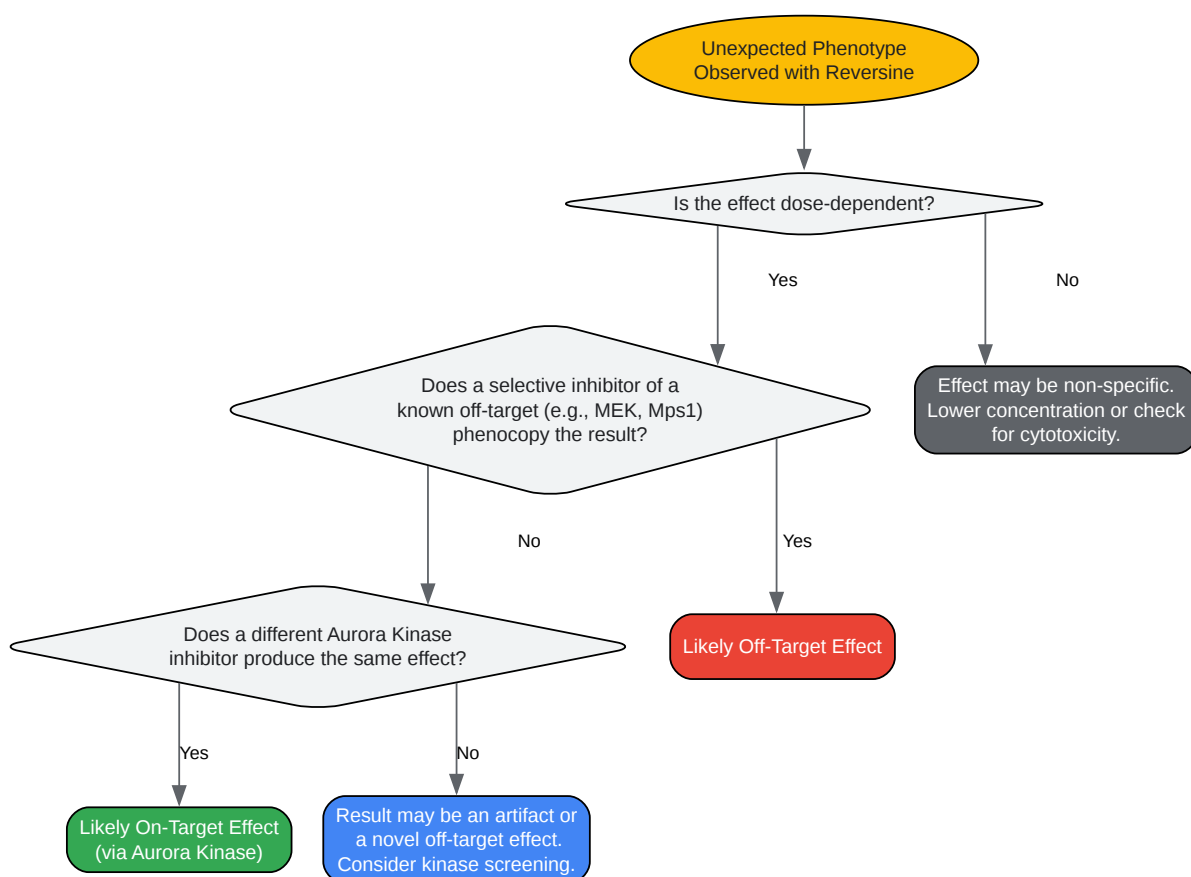 Unexpected Phenotype
Observed with Reversine
Is the effect dose-dependent?
Yes
No
Does a selective inhibitor of a
known off-target (e.g., MEK, Mps1)
phenocopy the result?
Effect may be non-specific.
Lower concentration or check
for cytotoxicity.
No
Yes
Does a different Aurora Kinase
inhibitor produce the same effect?
Likely Off-Target Effect
Yes
No
Likely On-Target Effect
(via Aurora Kinase)
Result may be an artifact or
a novel off-target effect.
Consider kinase screening.